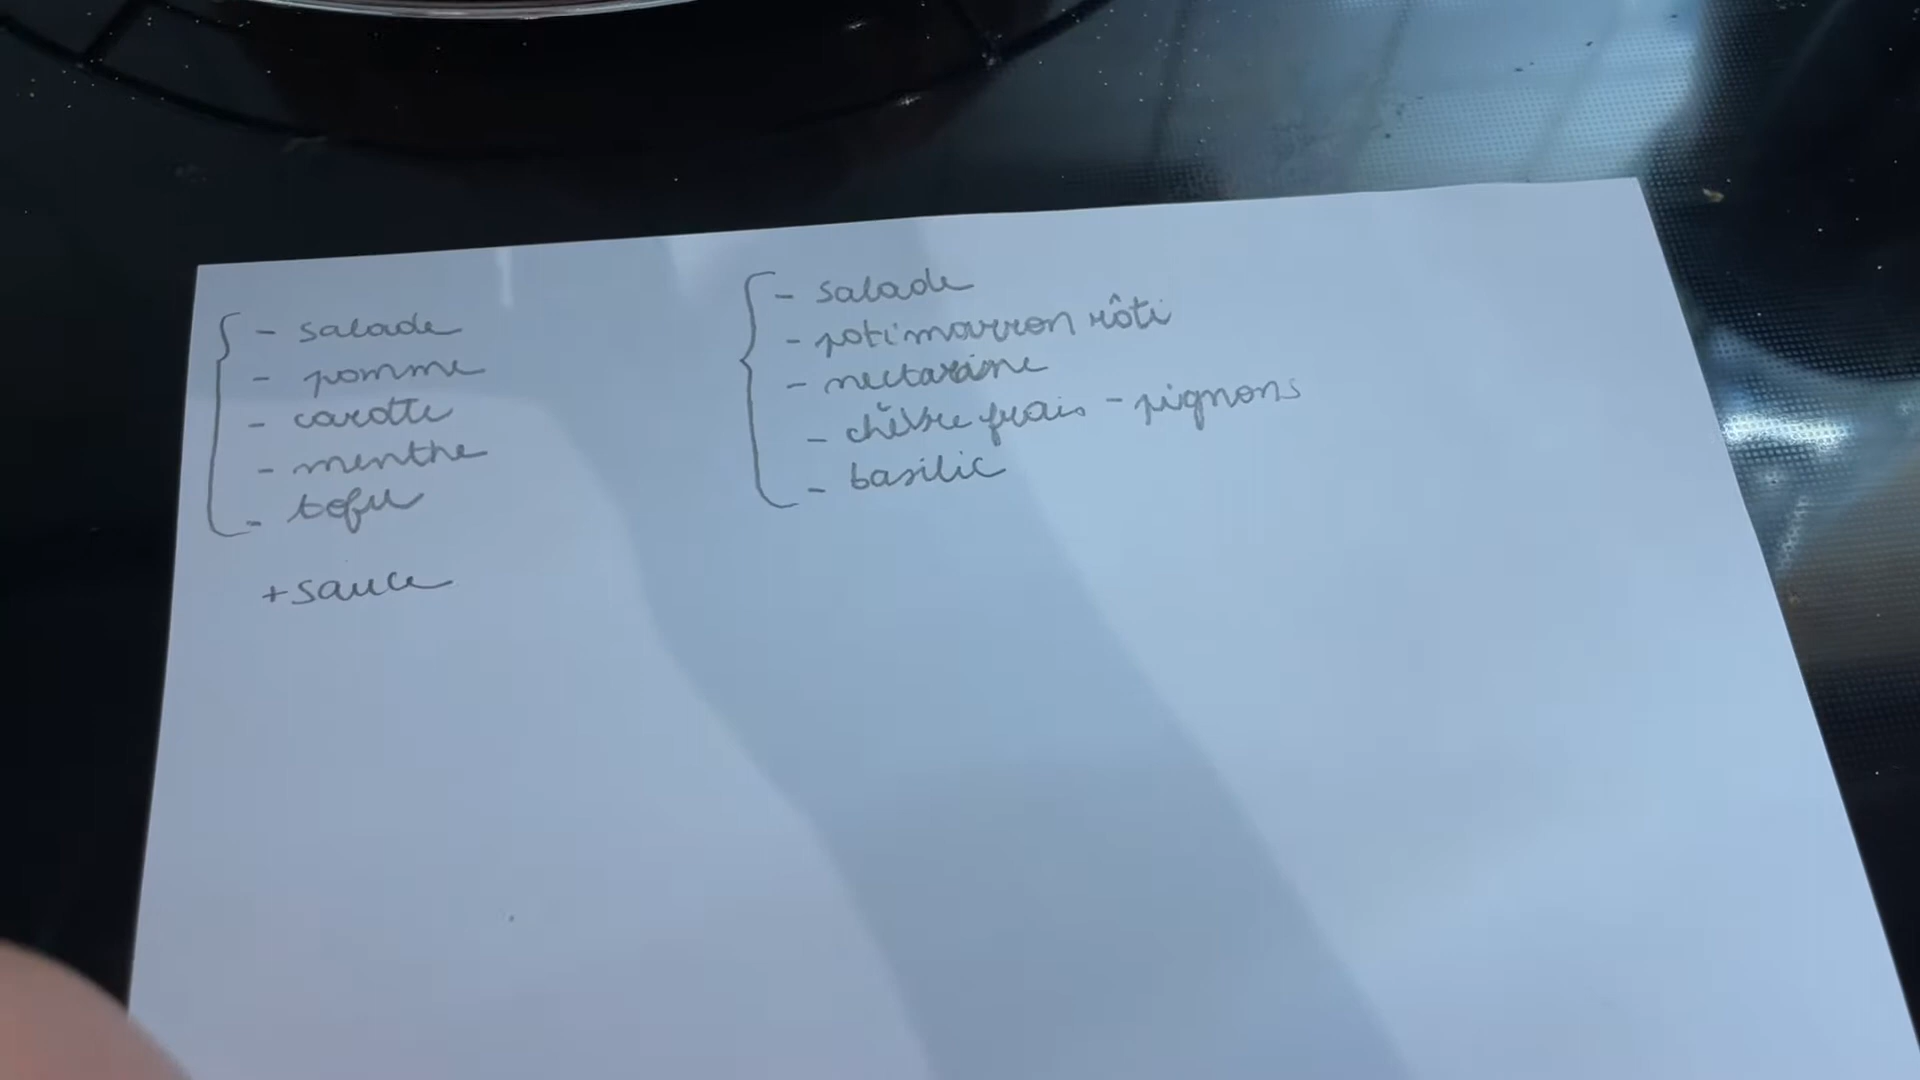 - salade
- pomme
- carotte
- menthe
- tofu
+ sauce
- salade
- potimarron rôti
- nectarine
- chèvre frais - pignons
- basilic